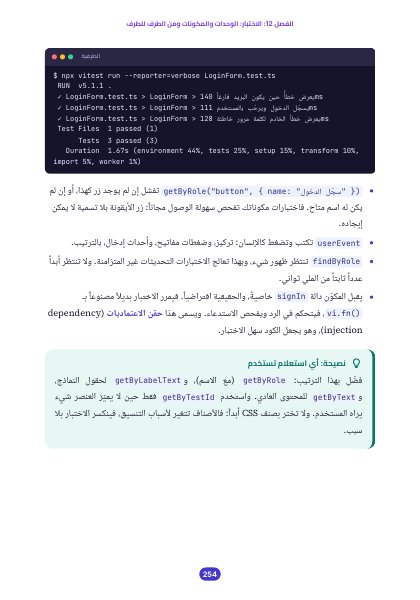 الفصل 12: الاختبار: الوحدات والمكونات ومن الطرف للطرف
الطرفية
$ npx vitest run --reporter=verbose LoginForm.test.ts
RUN v5.1.1 .
✓ LoginForm.test.ts > LoginForm > يعرض خطأً حين يكون البريد فارغاً 140ms
✓ LoginForm.test.ts > LoginForm > يسجّل الدخول ويرحّب بالمستخدم 111ms
✓ LoginForm.test.ts > LoginForm > يعرض خطأ الخادم لكلمة مرور خاطئة 120ms
Test Files 1 passed (1)
Tests 3 passed (3)
Duration 1.67s (environment 44%, tests 25%, setup 15%, transform 10%,
import 5%, worker 1%)
• getByRole("button", { name: "سجّل الدخول" }) تفشل إن لم يوجد زر كهذا، أو إن لم
يكن له اسم متاح. فاختبارات مكوناتك تفحص سهولة الوصول مجاناً: زر الأيقونة بلا تسمية لا يمكن
إيجاده.
• userEvent تكتب وتضغط كالإنسان: تركيز، وضغطات مفاتيح، وأحداث إدخال، بالترتيب.
• findByRole تنتظر ظهور شيء، وبهذا تعالج الاختبارات التحديثات غير المتزامنة. ولا تنتظر أبداً
عدداً ثابتاً من الملي ثواني.
• يقبل المكوّن دالة signIn خاصيةً، والحقيقية افتراضياً. فيمرر الاختبار بديلاً مصنوعاً بـ
vi.fn()، فيتحكم في الرد ويفحص الاستدعاء. ويسمى هذا حقن الاعتماديات (dependency
injection)، وهو يجعل الكود سهل الاختبار.
نصيحة: أي استعلام تستخدم
فضّل بهذا الترتيب: getByRole (مع الاسم)، و getByLabelText لحقول النماذج،
و getByText للمحتوى العادي. واستخدم getByTestId فقط حين لا يميّز العنصر شيء
يراه المستخدم. ولا تختر بصنف CSS أبداً: فالأصناف تتغير لأسباب التنسيق، فينكسر الاختبار بلا
سبب.
254